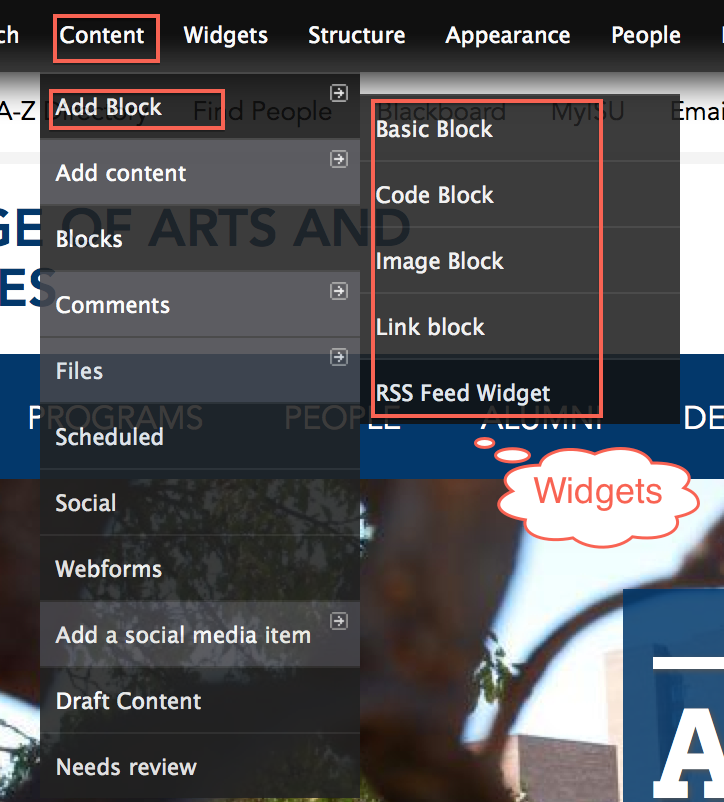 ch Content Widgets Structure Appearance People
A-Z Directory Find People Blackboard MyISU Emai
Add Block
Basic Block
Add content
Code Block
GE OF ARTS AND
Blocks
Image Block
ES
Comments
Link block
Files
RSS Feed Widget
PROGRAMS PEOPLE ALUMNI DE
Scheduled
Widgets
Social
Webforms
Add a social media item
Draft Content
A
Needs review